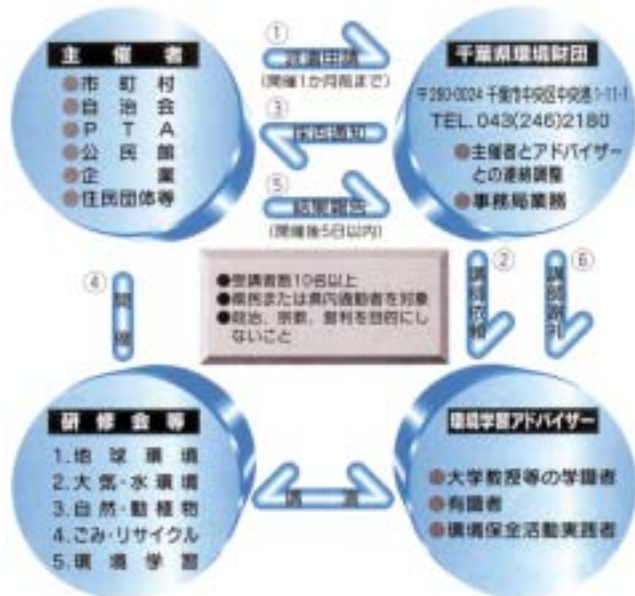 主催者
●市町村
●自治会
●PTA
●公民館
●企業
●住民団体等
①
派遣申請
(開催1か月前まで)
③
採否通知
⑤
結果報告
(開催後5日以内)
千葉県環境財団
〒260-0024 千葉市中央区中央港1-11-1
TEL. 043(246)2180
●主催者とアドバイザー
との連絡調整
●事務局業務
④
開催
●受講者数10名以上
●県民または県内通勤者を対象
●政治、宗教、営利を目的にし
ないこと
②
講師依頼
⑥
講師謝礼
研修会等
1.地球環境
2.大気・水環境
3.自然・動植物
4.ごみ・リサイクル
5.環境学習
講演
環境学習アドバイザー
●大学教授等の学識者
●有識者
●環境保全活動実践者